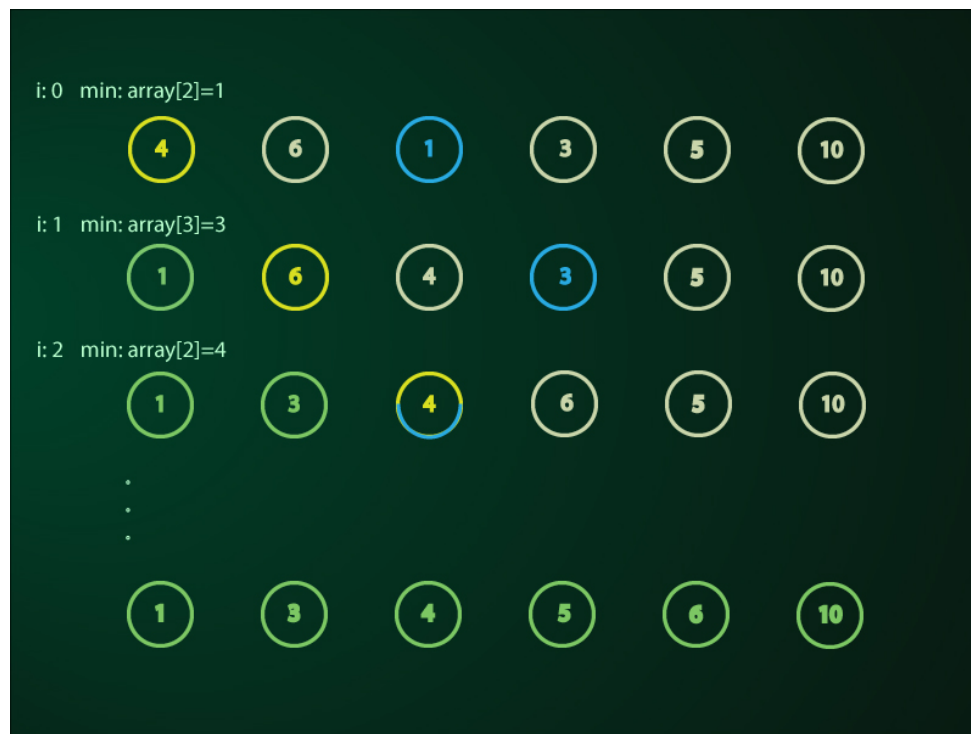 i: 0 min: array[2]=1
4 6 1 3 5 10
i: 1 min: array[3]=3
1 6 4 3 5 10
i: 2 min: array[2]=4
1 3 4 6 5 10
1 3 4 5 6 10